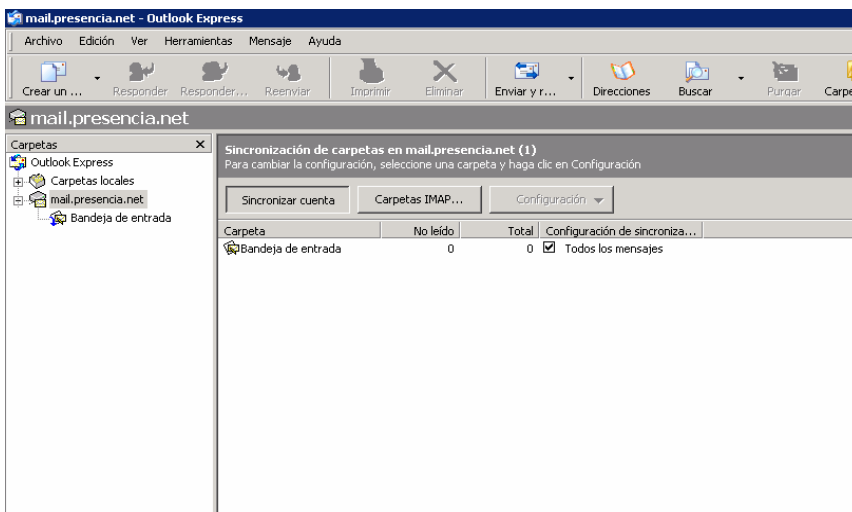 mail.presencia.net - Outlook Express
Archivo Edición Ver Herramientas Mensaje Ayuda
Crear un ... Responder Responder... Reenviar Imprimir Eliminar Enviar y r... Direcciones Buscar Purgar Carpe
mail.presencia.net
Carpetas
Outlook Express
Carpetas locales
mail.presencia.net
Bandeja de entrada
Sincronización de carpetas en mail.presencia.net (1)
Para cambiar la configuración, seleccione una carpeta y haga clic en Configuración
Sincronizar cuenta Carpetas IMAP... Configuración
Carpeta No leído Total Configuración de sincroniza...
Bandeja de entrada 0 0 Todos los mensajes